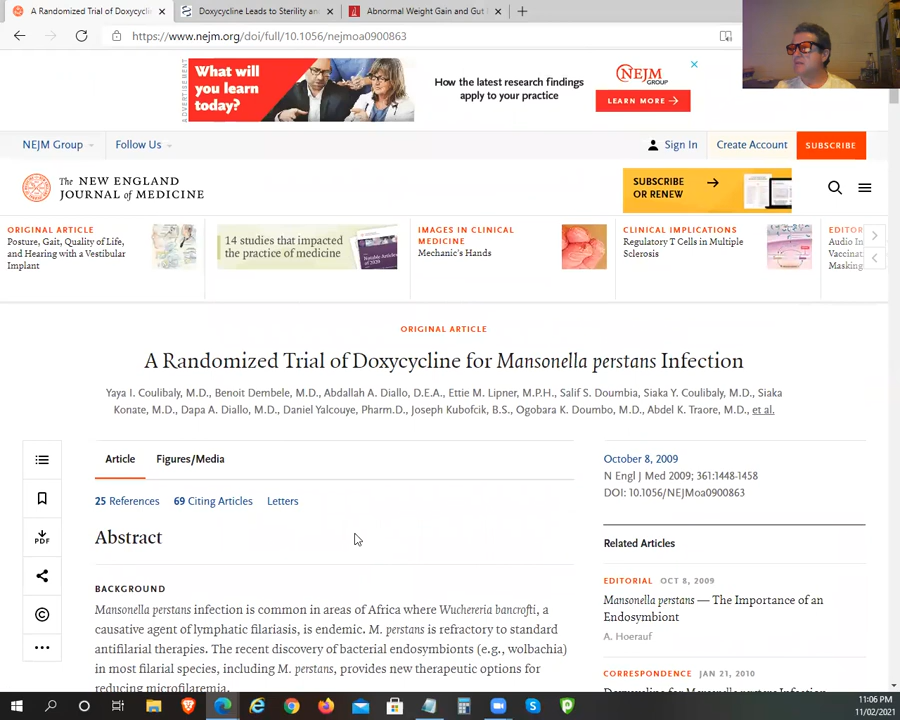 A Randomized Trial of Doxycyclin
Doxycycline Leads to Sterility an
Abnormal Weight Gain and Gut
https://www.nejm.org/doi/full/10.1056/nejmoa0900863
ADVERTISEMENT
What will
you learn
today?
How the latest research findings
apply to your practice
NEJM
GROUP
LEARN MORE →
NEJM Group
Follow Us
Sign In
Create Account
SUBSCRIBE
The NEW ENGLAND
JOURNAL of MEDICINE
SUBSCRIBE
OR RENEW
ORIGINAL ARTICLE
Posture, Gait, Quality of Life,
and Hearing with a Vestibular
Implant
14 studies that impacted
the practice of medicine
IMAGES IN CLINICAL
MEDICINE
Mechanic's Hands
CLINICAL IMPLICATIONS
Regulatory T Cells in Multiple
Sclerosis
EDITOR
Audio In
Vaccinat
Masking
ORIGINAL ARTICLE
A Randomized Trial of Doxycycline for Mansonella perstans Infection
Yaya I. Coulibaly, M.D., Benoit Dembele, M.D., Abdallah A. Diallo, D.E.A., Ettie M. Lipner, M.P.H., Salif S. Doumbia, Siaka Y. Coulibaly, M.D., Siaka
Konate, M.D., Dapa A. Diallo, M.D., Daniel Yalcouye, Pharm.D., Joseph Kubofcik, B.S., Ogobara K. Doumbo, M.D., Abdel K. Traore, M.D., et al.
Article
Figures/Media
25 References
69 Citing Articles
Letters
PDF
October 8, 2009
N Engl J Med 2009; 361:1448-1458
DOI: 10.1056/NEJMoa0900863
Abstract
BACKGROUND
Mansonella perstans infection is common in areas of Africa where Wuchereria bancrofti, a
causative agent of lymphatic filariasis, is endemic. M. perstans is refractory to standard
antifilarial therapies. The recent discovery of bacterial endosymbionts (e.g., wolbachia)
in most filarial species, including M. perstans, provides new therapeutic options for
reducing microfilaremia.
Related Articles
EDITORIAL OCT 8, 2009
Mansonella perstans — The Importance of an
Endosymbiont
A. Hoerauf
CORRESPONDENCE JAN 21, 2010
11:06 PM
11/02/2021